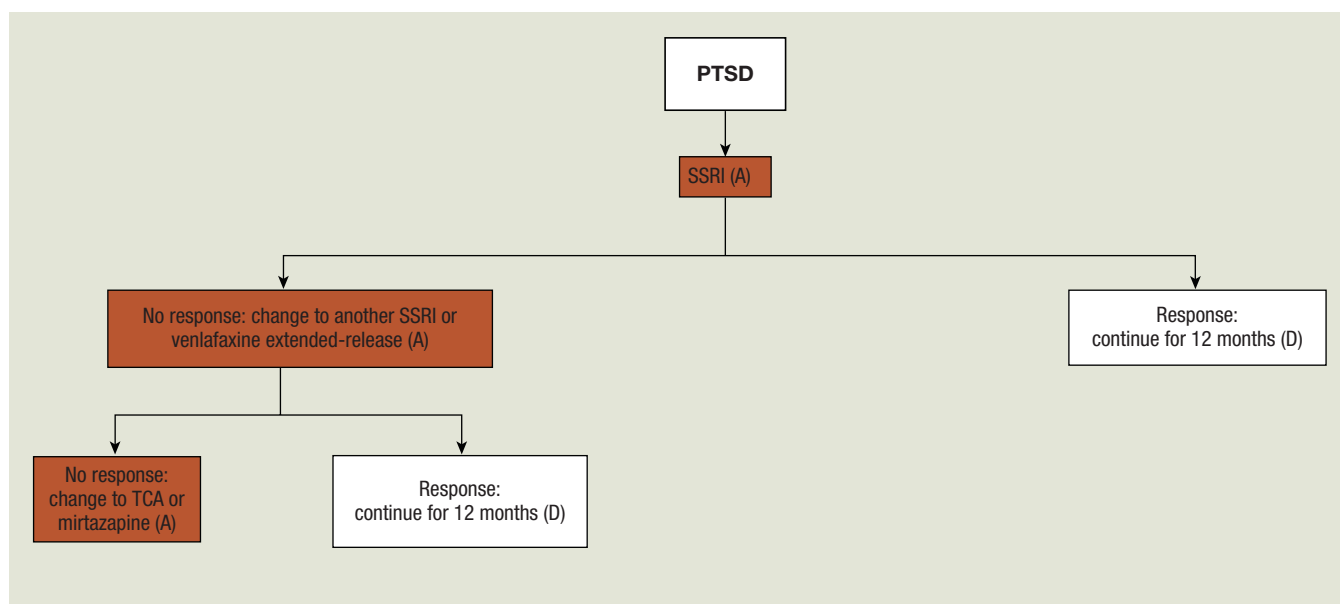 PTSD
SSRI (A)
No response: change to another SSRI or
venlafaxine extended-release (A)
Response:
continue for 12 months (D)
No response:
change to TCA or
mirtazapine (A)
Response:
continue for 12 months (D)